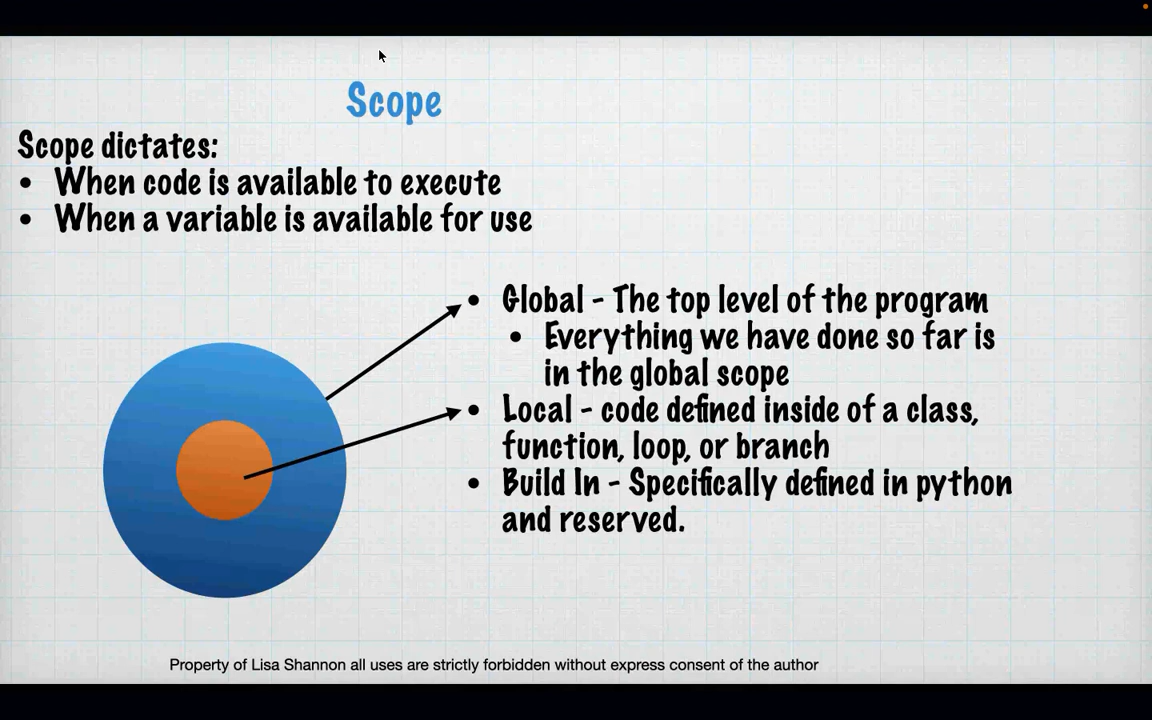 Scope
Scope dictates:
• When code is available to execute
• When a variable is available for use
• Global - The top level of the program
• Everything we have done so far is
in the global scope
• Local - code defined inside of a class,
function, loop, or branch
• Build In - Specifically defined in python
and reserved.
Property of Lisa Shannon all uses are strictly forbidden without express consent of the author